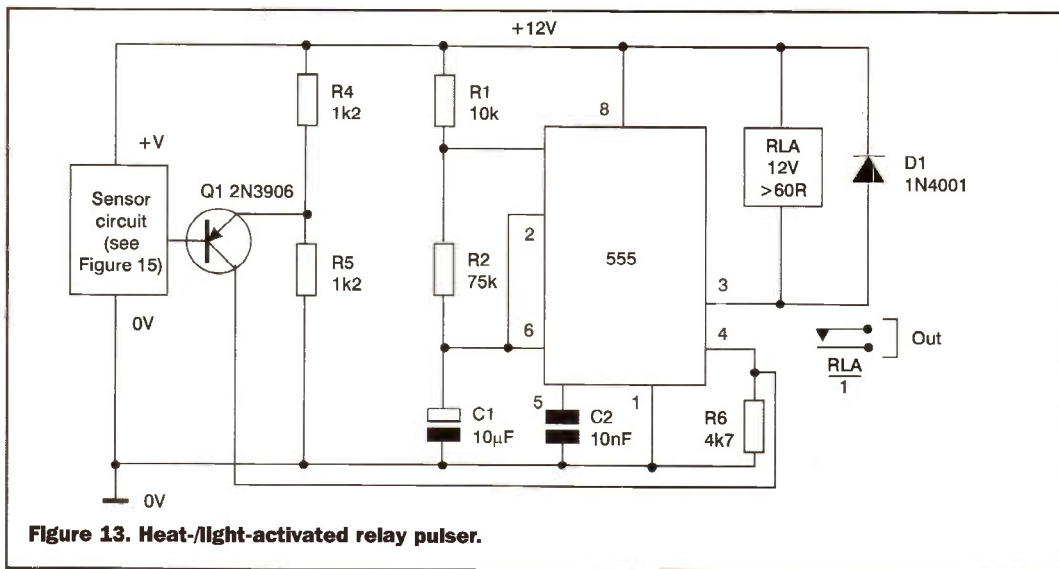 +12V
R4
1k2
R1
10k
8
+V
Sensor
circuit
(see
Figure 15)
0V
Q1 2N3906
R5
1k2
R2
75k
2
6
555
3
4
RLA
12V
>60R
D1
1N4001
Out
RLA
1
C1
10μF
5
C2
10nF
1
R6
4k7
0V
Figure 13. Heat-/light-activated relay pulser.